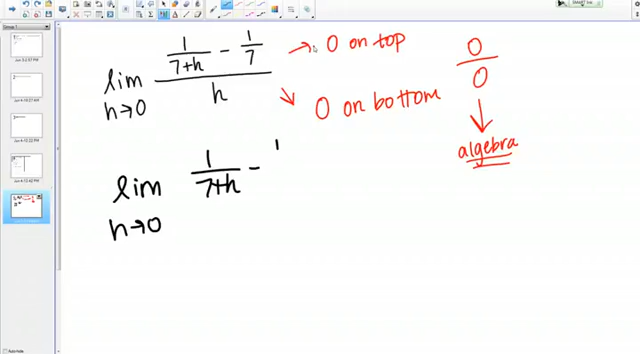 lim h→0 (1/(7+h) − 1/7)/h → 0 on top
↘ 0 on bottom
0/0
↓
algebra
lim h→0 1/(7+h) − 1